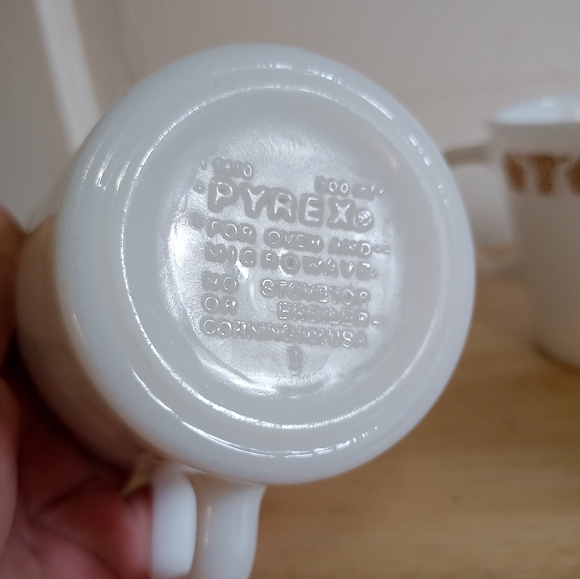 PYREX®
FOR OVEN AND
MICROWAVE
NO STOVETOP
OR BROILER
CORNING NY USA